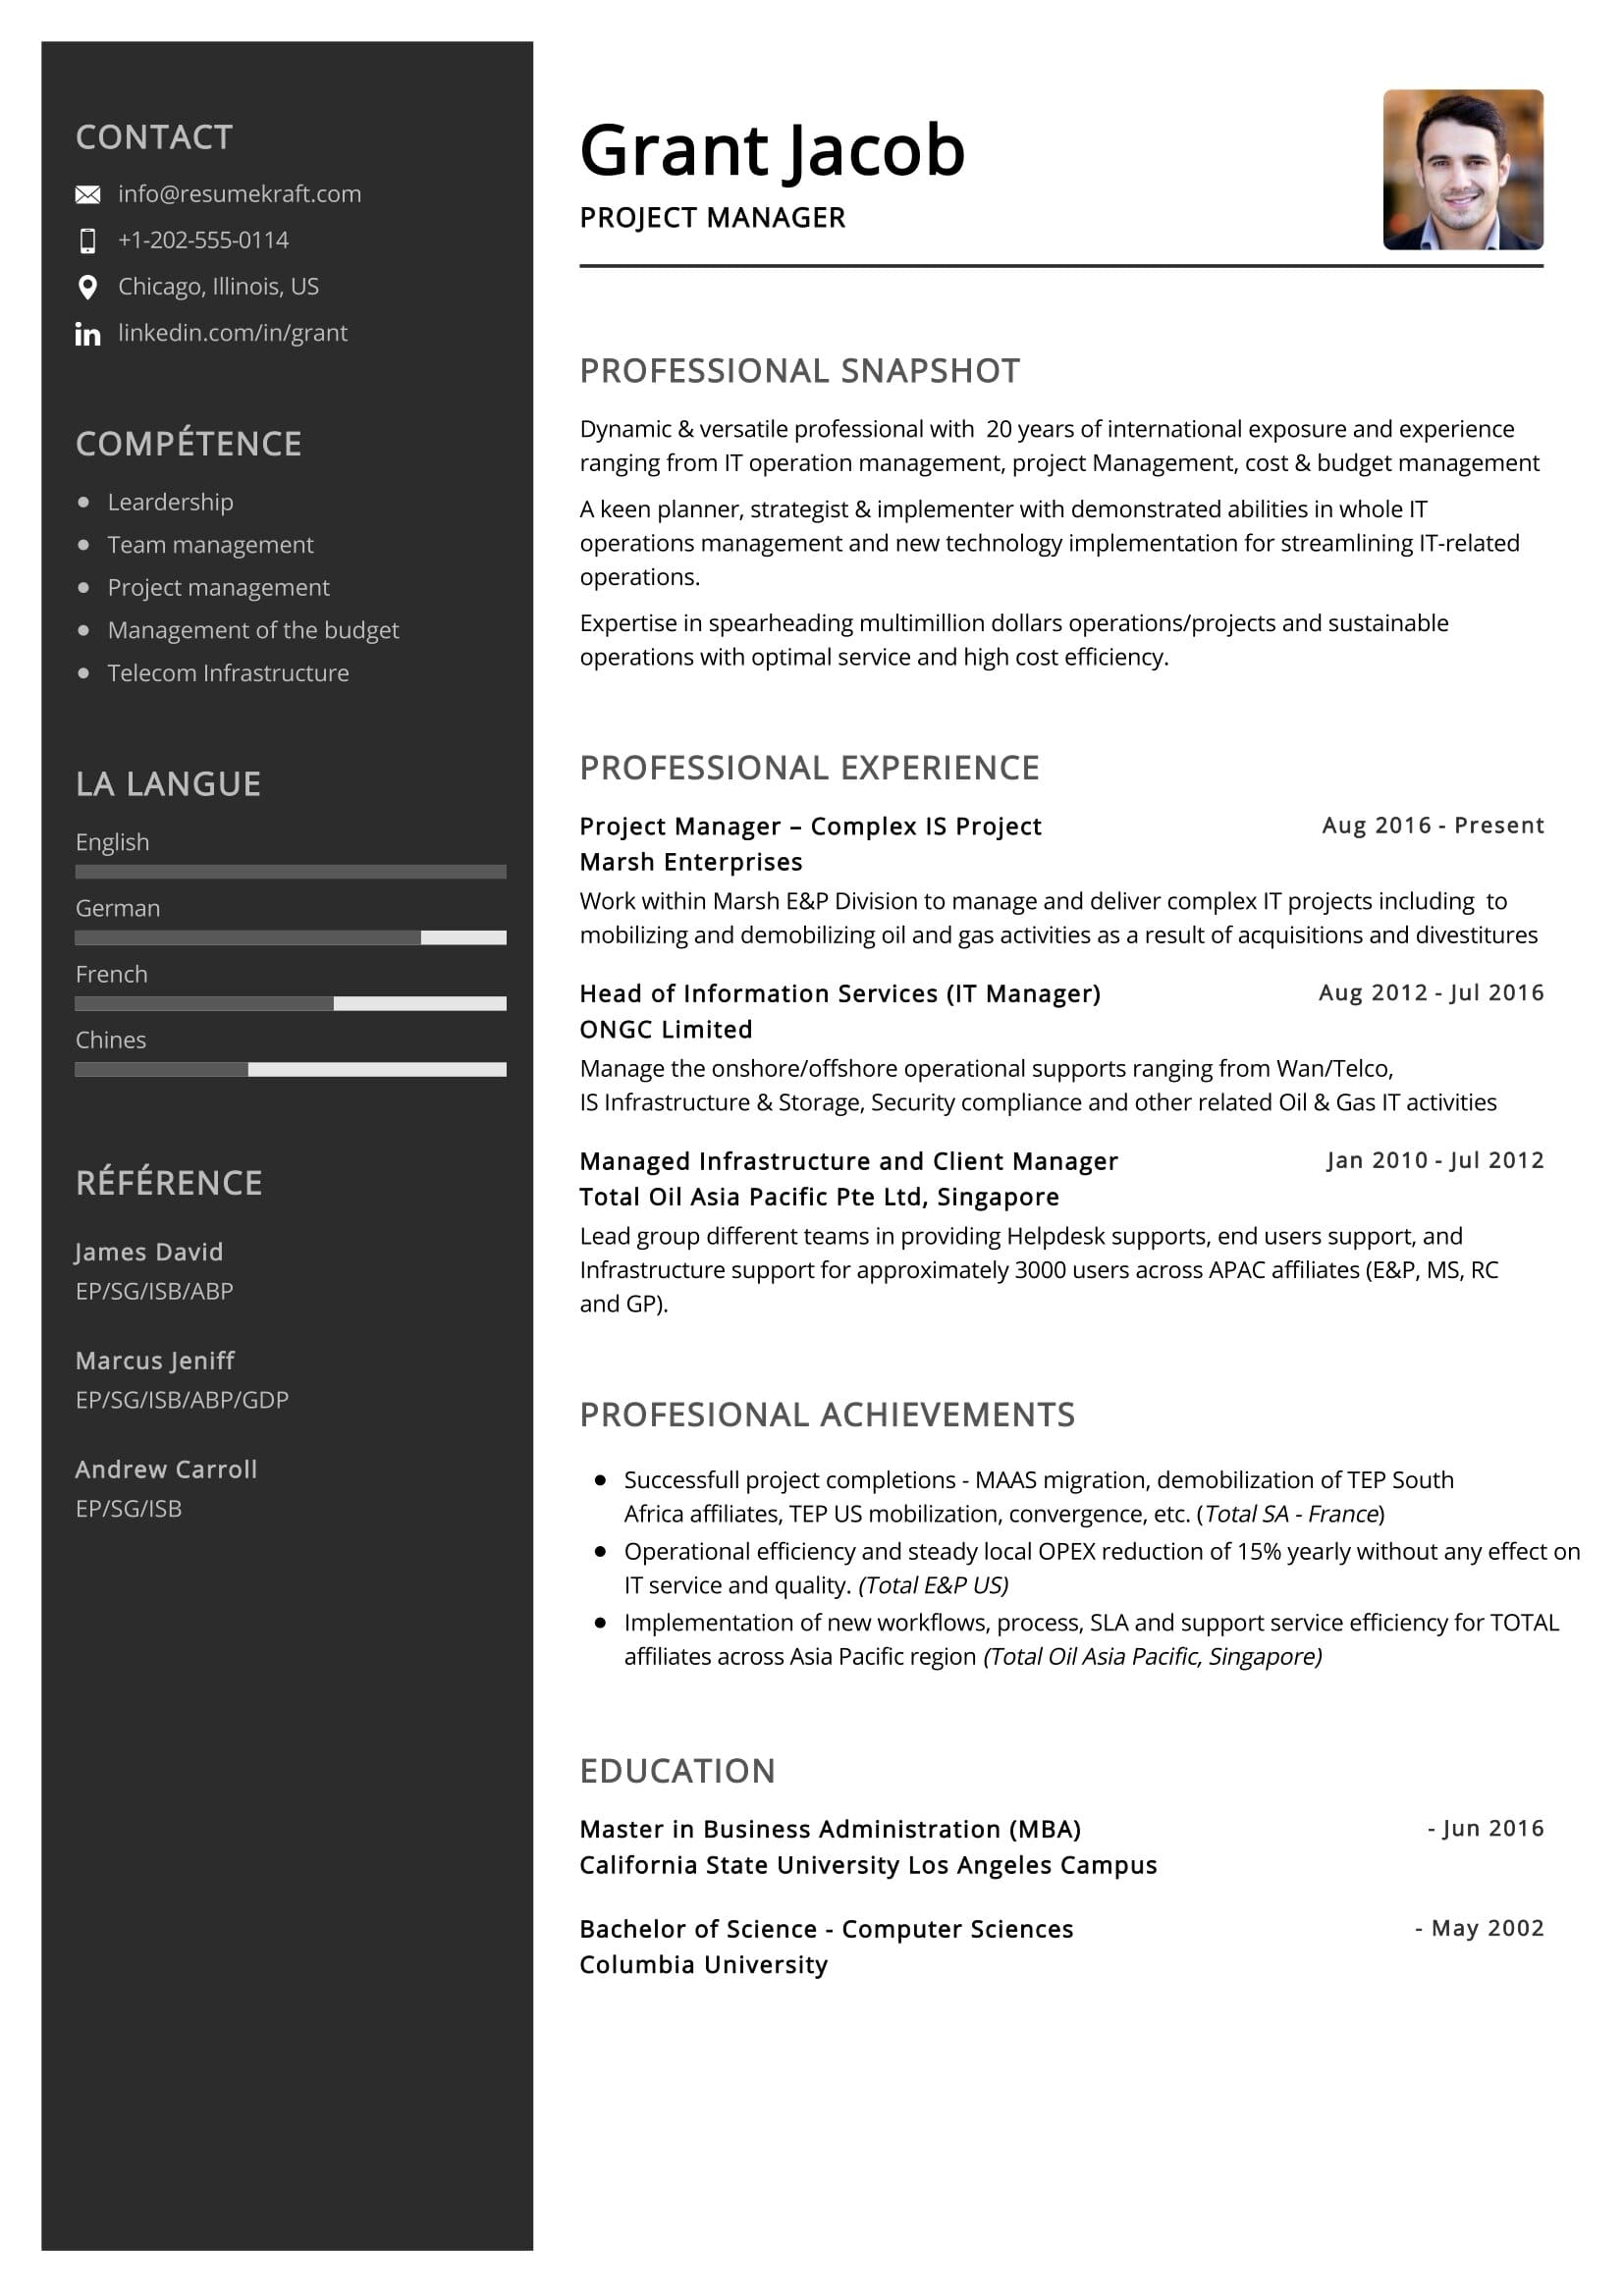 CONTACT
info@resumekraft.com
+1-202-555-0114
Chicago, Illinois, US
linkedin.com/in/grant
COMPÉTENCE
Leardership
Team management
Project management
Management of the budget
Telecom Infrastructure
LA LANGUE
English
German
French
Chines
RÉFÉRENCE
James David
EP/SG/ISB/ABP
Marcus Jeniff
EP/SG/ISB/ABP/GDP
Andrew Carroll
EP/SG/ISB
Grant Jacob
PROJECT MANAGER
PROFESSIONAL SNAPSHOT
Dynamic & versatile professional with  20 years of international exposure and experience
ranging from IT operation management, project Management, cost & budget management
A keen planner, strategist & implementer with demonstrated abilities in whole IT
operations management and new technology implementation for streamlining IT-related
operations.
Expertise in spearheading multimillion dollars operations/projects and sustainable
operations with optimal service and high cost efficiency.
PROFESSIONAL EXPERIENCE
Project Manager – Complex IS Project Aug 2016 - Present
Marsh Enterprises
Work within Marsh E&P Division to manage and deliver complex IT projects including  to
mobilizing and demobilizing oil and gas activities as a result of acquisitions and divestitures
Head of Information Services (IT Manager) Aug 2012 - Jul 2016
ONGC Limited
Manage the onshore/offshore operational supports ranging from Wan/Telco,
IS Infrastructure & Storage, Security compliance and other related Oil & Gas IT activities
Managed Infrastructure and Client Manager Jan 2010 - Jul 2012
Total Oil Asia Pacific Pte Ltd, Singapore
Lead group different teams in providing Helpdesk supports, end users support, and
Infrastructure support for approximately 3000 users across APAC affiliates (E&P, MS, RC
and GP).
PROFESIONAL ACHIEVEMENTS
Successfull project completions - MAAS migration, demobilization of TEP South
Africa affiliates, TEP US mobilization, convergence, etc. (Total SA - France)
Operational efficiency and steady local OPEX reduction of 15% yearly without any effect on
IT service and quality. (Total E&P US)
Implementation of new workflows, process, SLA and support service efficiency for TOTAL
affiliates across Asia Pacific region (Total Oil Asia Pacific, Singapore)
EDUCATION
Master in Business Administration (MBA) - Jun 2016
California State University Los Angeles Campus
Bachelor of Science - Computer Sciences - May 2002
Columbia University